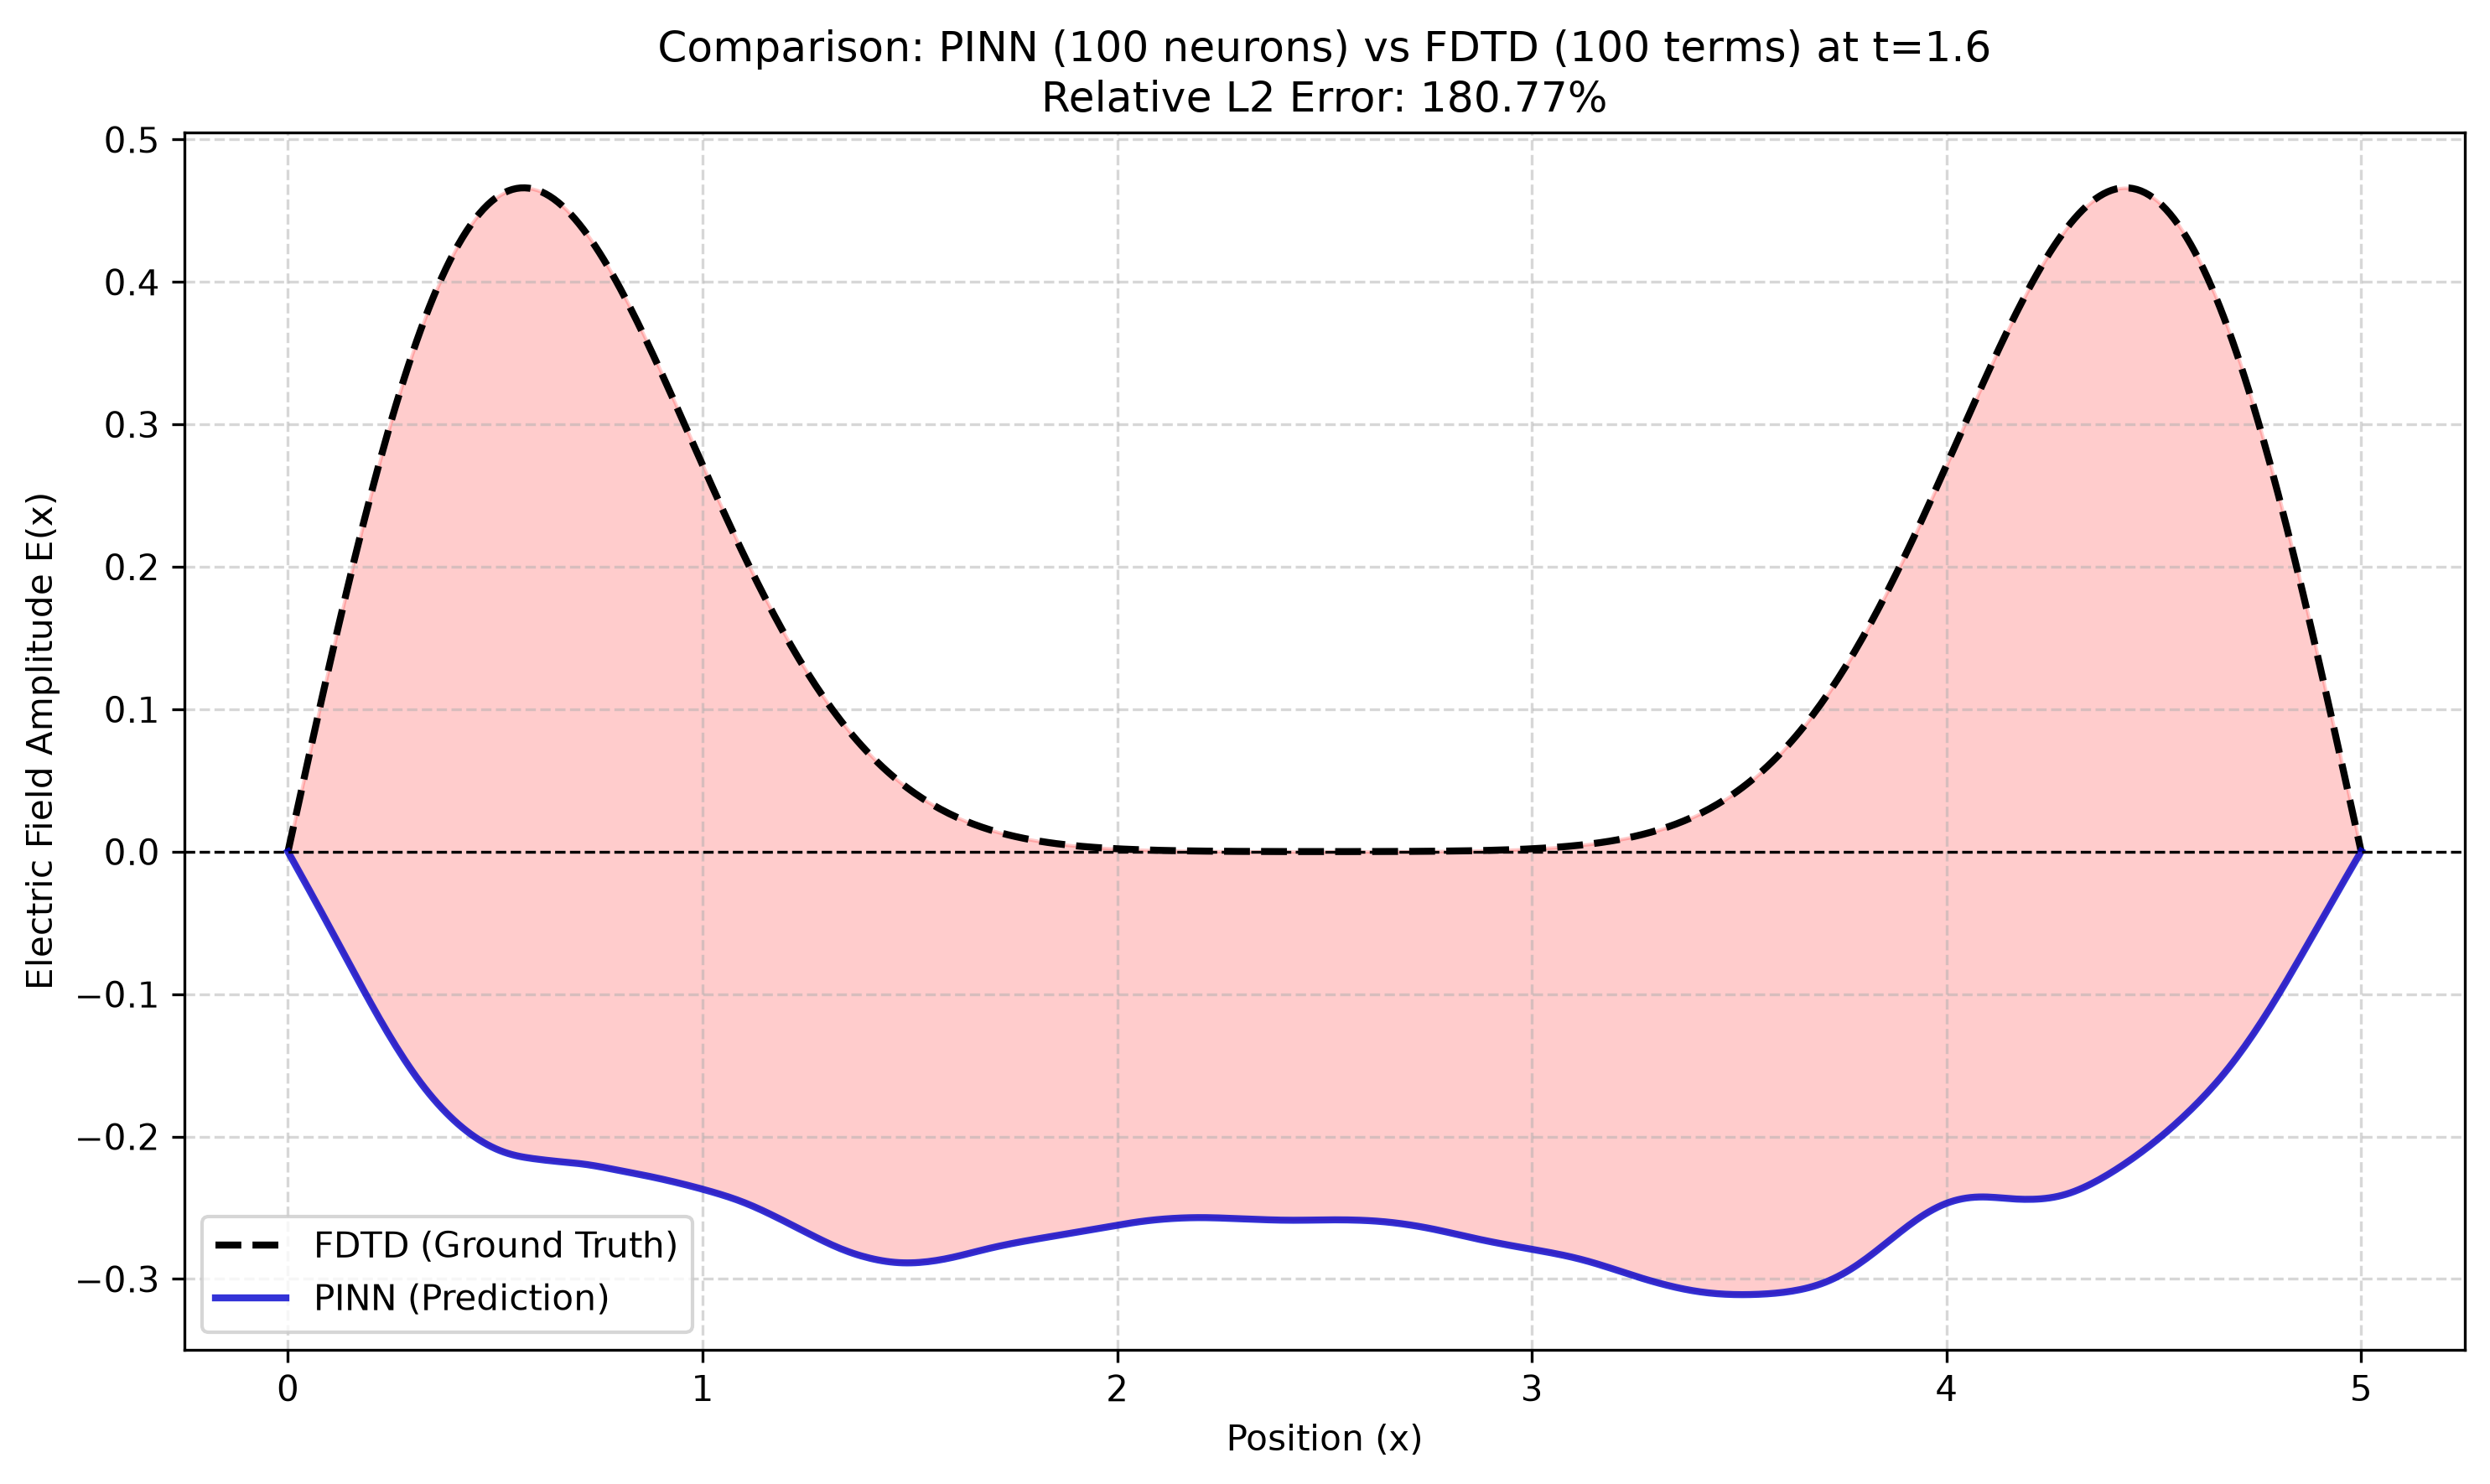 Comparison: PINN (100 neurons) vs FDTD (100 terms) at t=1.6
Relative L2 Error: 180.77%
Electric Field Amplitude E(x)
0.5
0.4
0.3
0.2
0.1
0.0
−0.1
−0.2
−0.3
FDTD (Ground Truth)
PINN (Prediction)
0 1 2 3 4 5
Position (x)